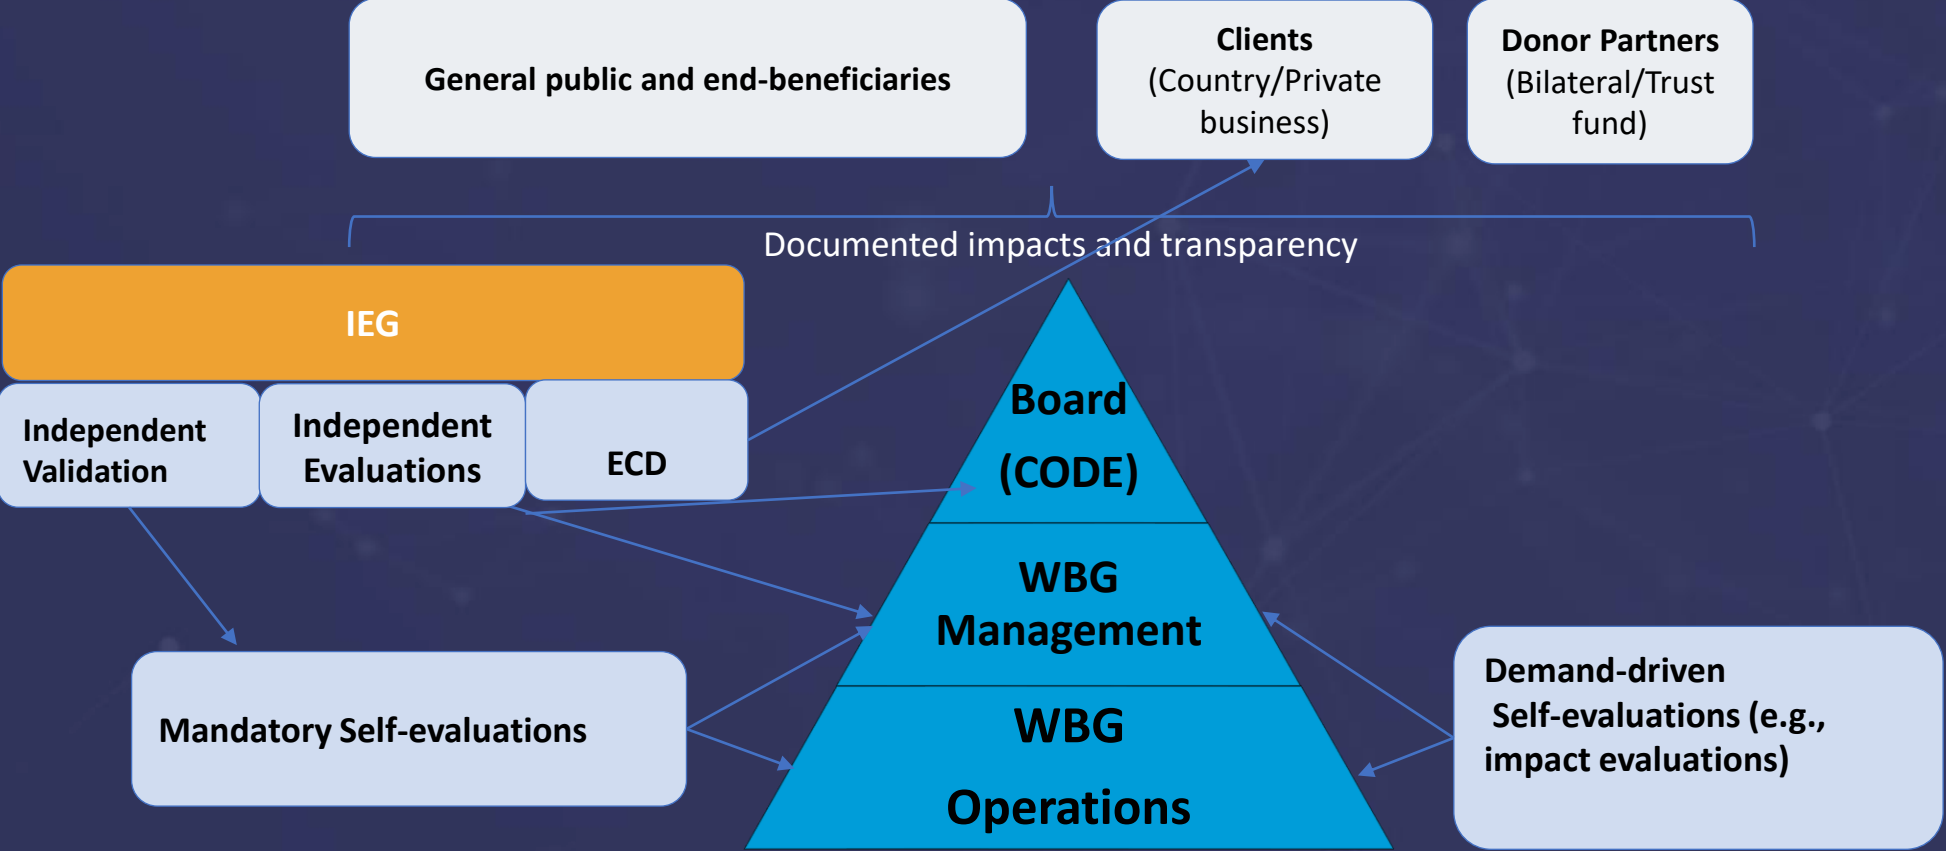 General public and end-beneficiaries
Clients
(Country/Private
business)
Donor Partners
(Bilateral/Trust
fund)
Documented impacts and transparency
IEG
Independent
Validation
Independent
Evaluations
ECD
Board
(CODE)
WBG
Management
WBG
Operations
Mandatory Self-evaluations
Demand-driven
Self-evaluations (e.g.,
impact evaluations)